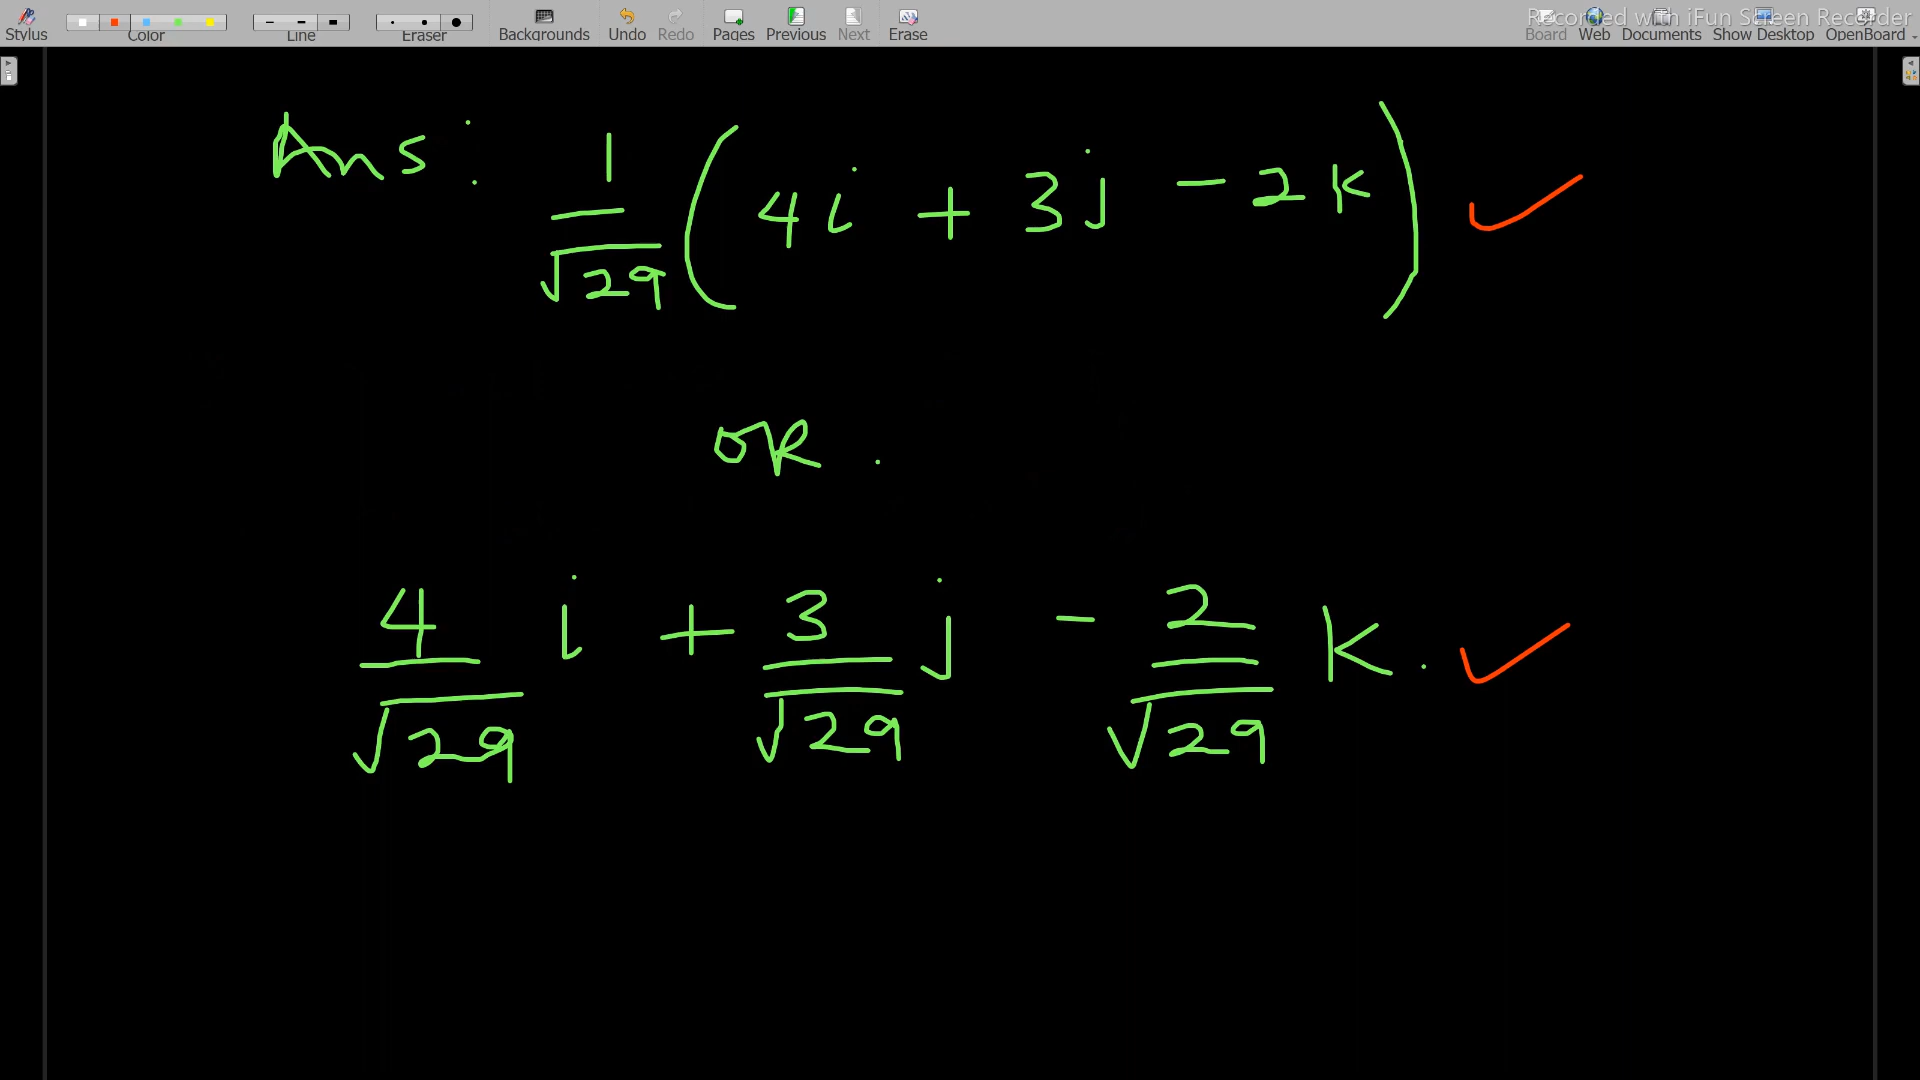 Recorded with iFun Screen Recorder
Stylus Color Line Eraser Backgrounds Undo Redo Pages Previous Next Erase Board Web Documents Show Desktop OpenBoard
Ans : 1/√29 ( 4i + 3j - 2k )
OR .
4/√29 i + 3/√29 j - 2/√29 k .